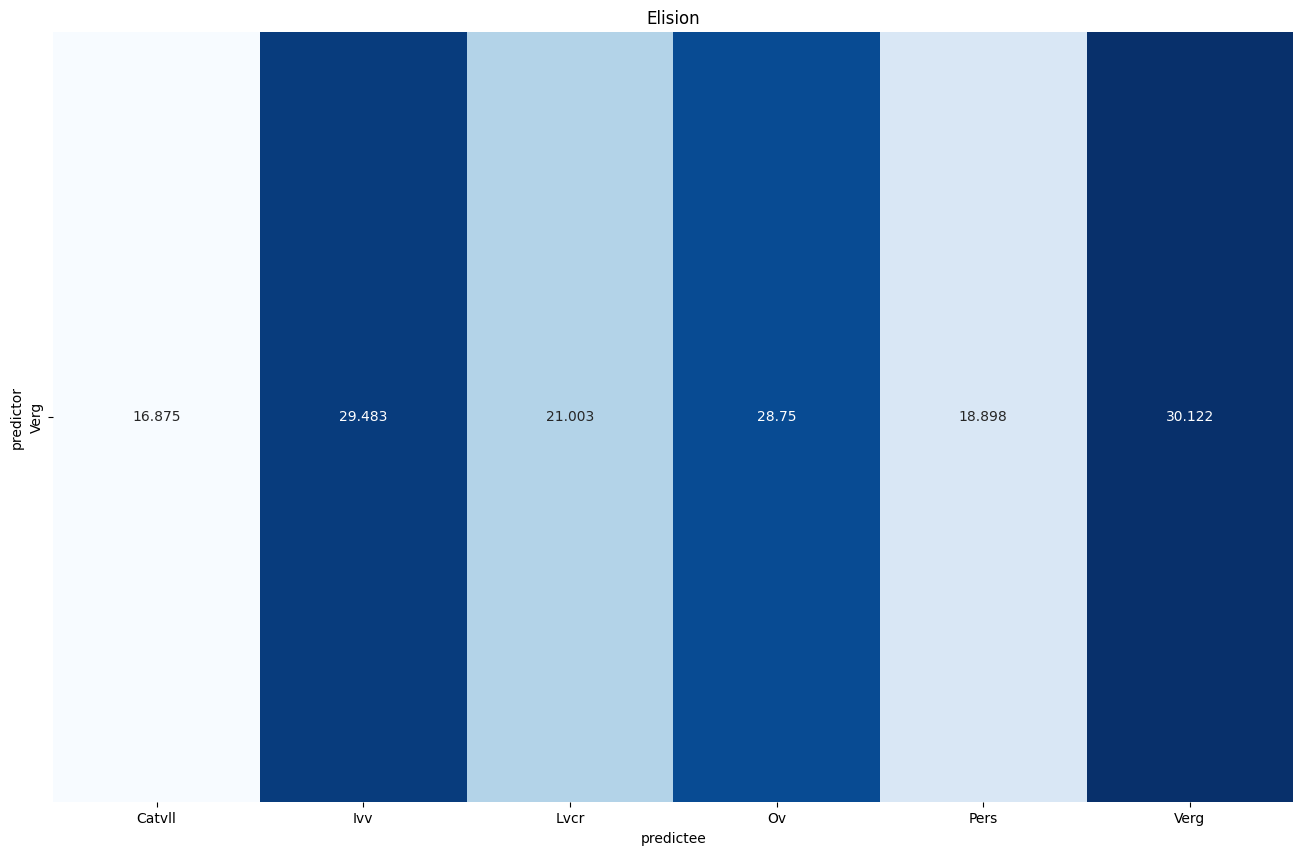 Elision
predictor
Verg
16.875 29.483 21.003 28.75 18.898 30.122
Catvll Ivv Lvcr Ov Pers Verg
predictee